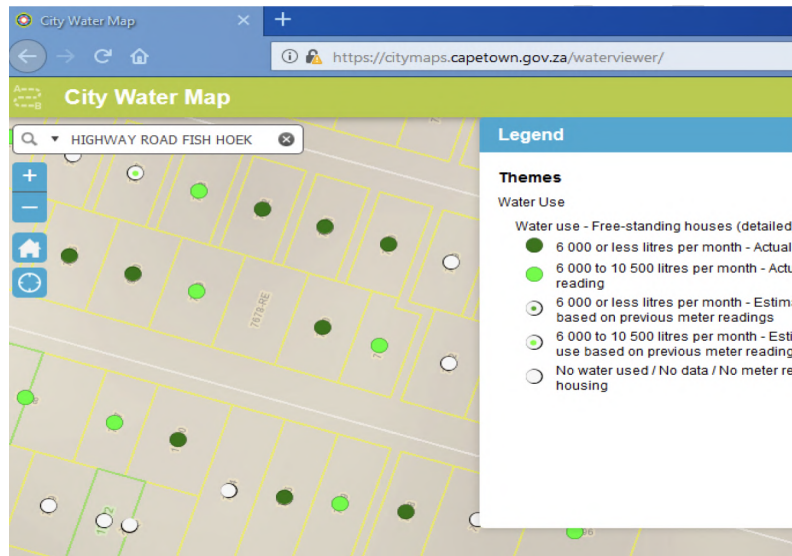 City Water Map
https://citymaps.capetown.gov.za/waterviewer/
A
B
City Water Map
HIGHWAY ROAD FISH HOEK
Legend
Themes
Water Use
Water use - Free-standing houses (detailed
6 000 or less litres per month - Actual
6 000 to 10 500 litres per month - Actu
reading
6 000 or less litres per month - Estim
based on previous meter readings
6 000 to 10 500 litres per month - Esti
use based on previous meter reading
No water used / No data / No meter re
housing
7678-RE